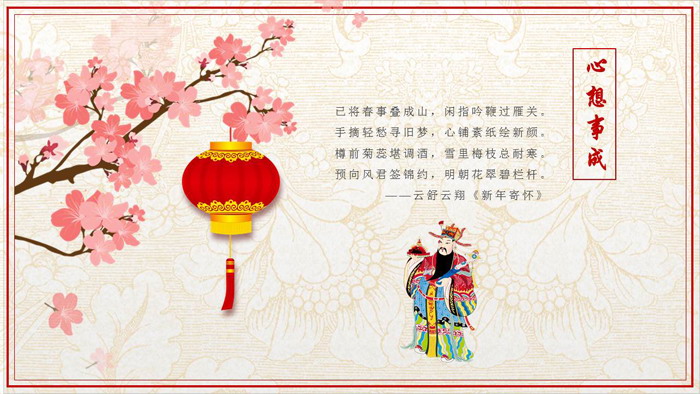 心想事成
已将春事叠成山，闲指吟鞭过雁关。
手摘轻愁寻旧梦，心铺素纸绘新颜。
樽前菊蕊堪调酒，雪里梅枝总耐寒。
预向风君签锦约，明朝花翠碧栏杆。
——云舒云翔《新年寄怀》